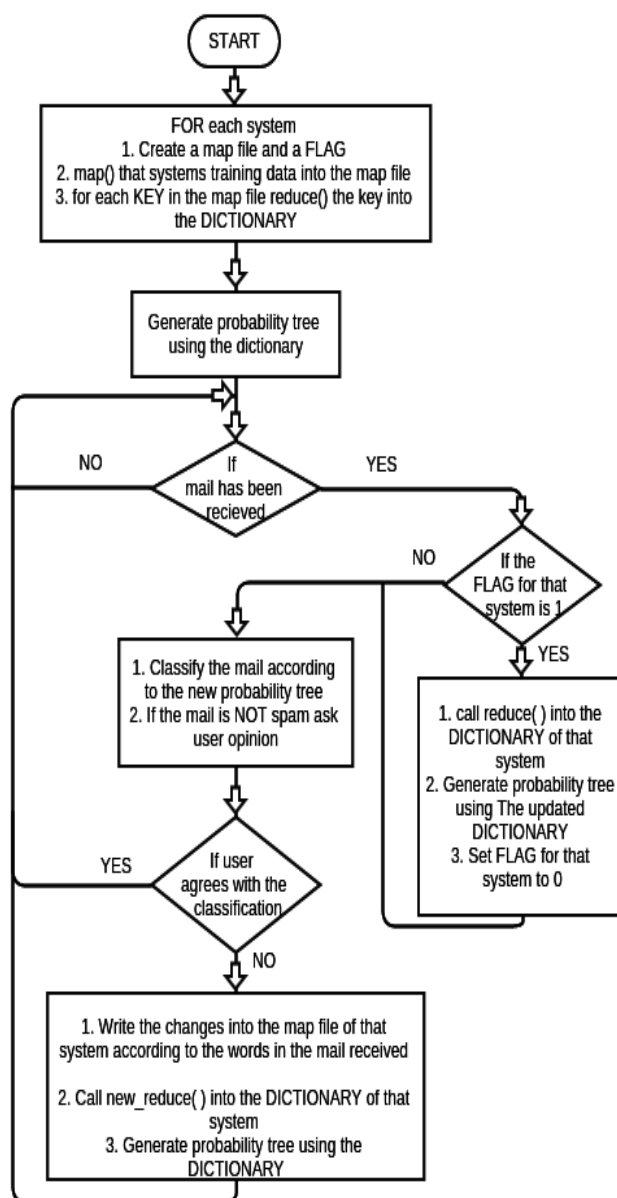 START
FOR each system
1. Create a map file and a FLAG
2. map() that systems training data into the map file
3. for each KEY in the map file reduce() the key into
the DICTIONARY
Generate probability tree
using the dictionary
If
mail has been
recieved
NO
YES
If the
FLAG for that
system is 1
NO
YES
1. Classify the mail according
to the new probability tree
2. If the mail is NOT spam ask
user opinion
1. call reduce( ) into the
DICTIONARY of that
system
2. Generate probability tree
using The updated
DICTIONARY
3. Set FLAG for that
system to 0
If user
agrees with the
classification
YES
NO
1. Write the changes into the map file of that
system according to the words in the mail received
2. Call new_reduce( ) into the DICTIONARY of that
system
3. Generate probability tree using the
DICTIONARY